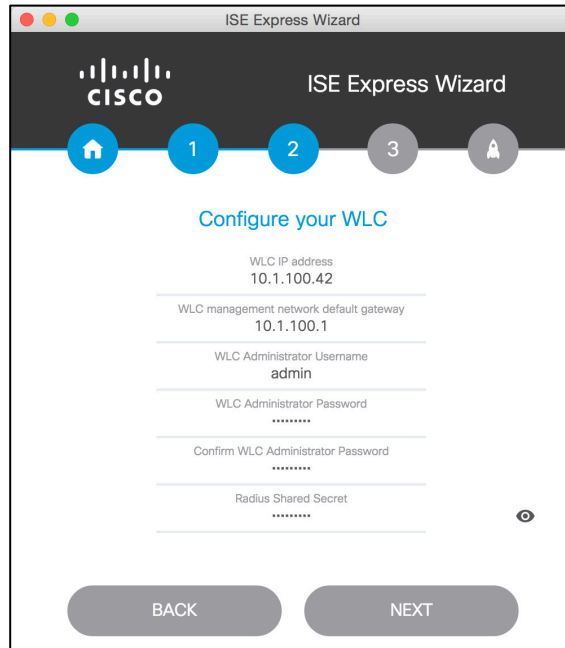 ISE Express Wizard
CISCO
ISE Express Wizard
1
2
3
Configure your WLC
WLC IP address
10.1.100.42
WLC management network default gateway
10.1.100.1
WLC Administrator Username
admin
WLC Administrator Password
•••••••••
Confirm WLC Administrator Password
•••••••••
Radius Shared Secret
•••••••••
BACK
NEXT